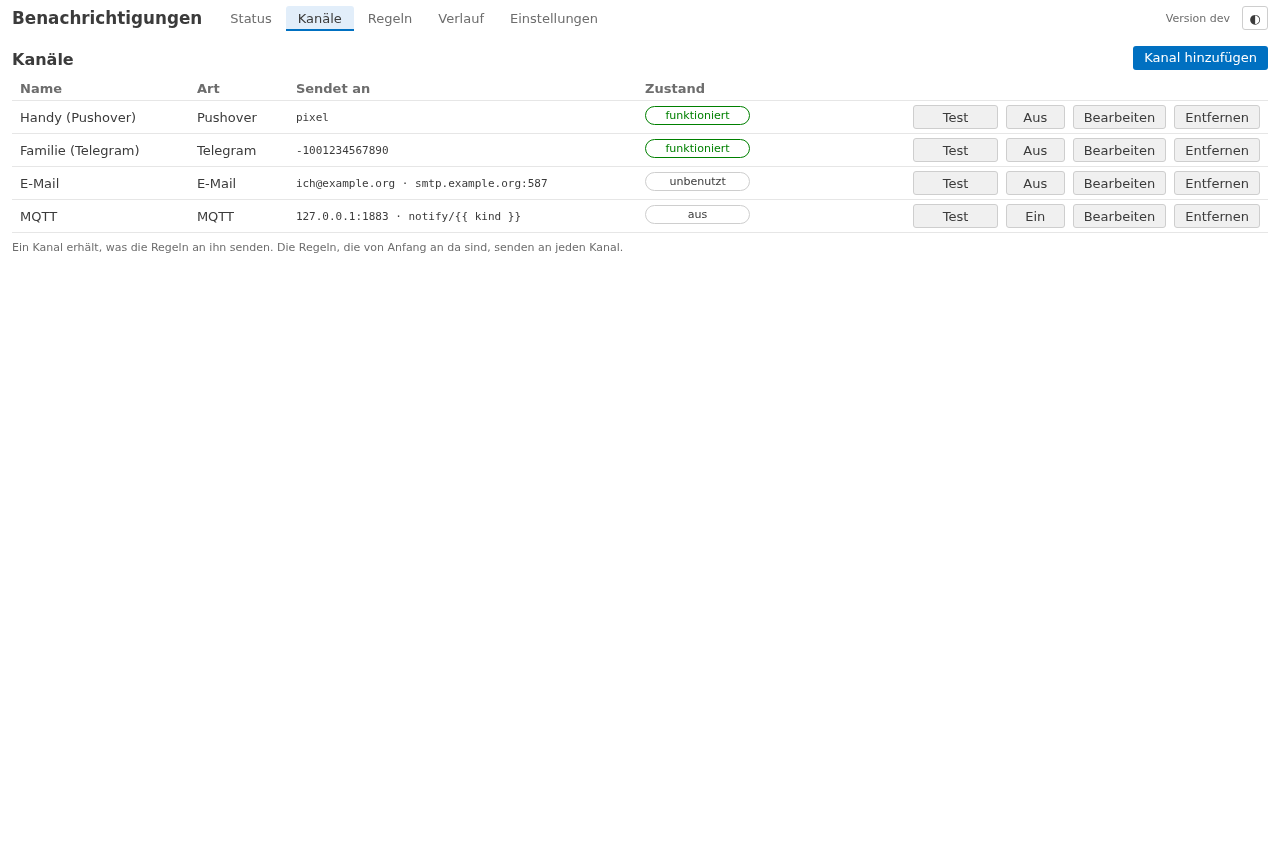 Benachrichtigungen Status Kanäle Regeln Verlauf Einstellungen Version dev ◐
Kanäle Kanal hinzufügen
Name Art Sendet an Zustand
Handy (Pushover) Pushover pixel funktioniert Test Aus Bearbeiten Entfernen
Familie (Telegram) Telegram -1001234567890 funktioniert Test Aus Bearbeiten Entfernen
E-Mail E-Mail ich@example.org · smtp.example.org:587 unbenutzt Test Aus Bearbeiten Entfernen
MQTT MQTT 127.0.0.1:1883 · notify/{{ kind }} aus Test Ein Bearbeiten Entfernen
Ein Kanal erhält, was die Regeln an ihn senden. Die Regeln, die von Anfang an da sind, senden an jeden Kanal.